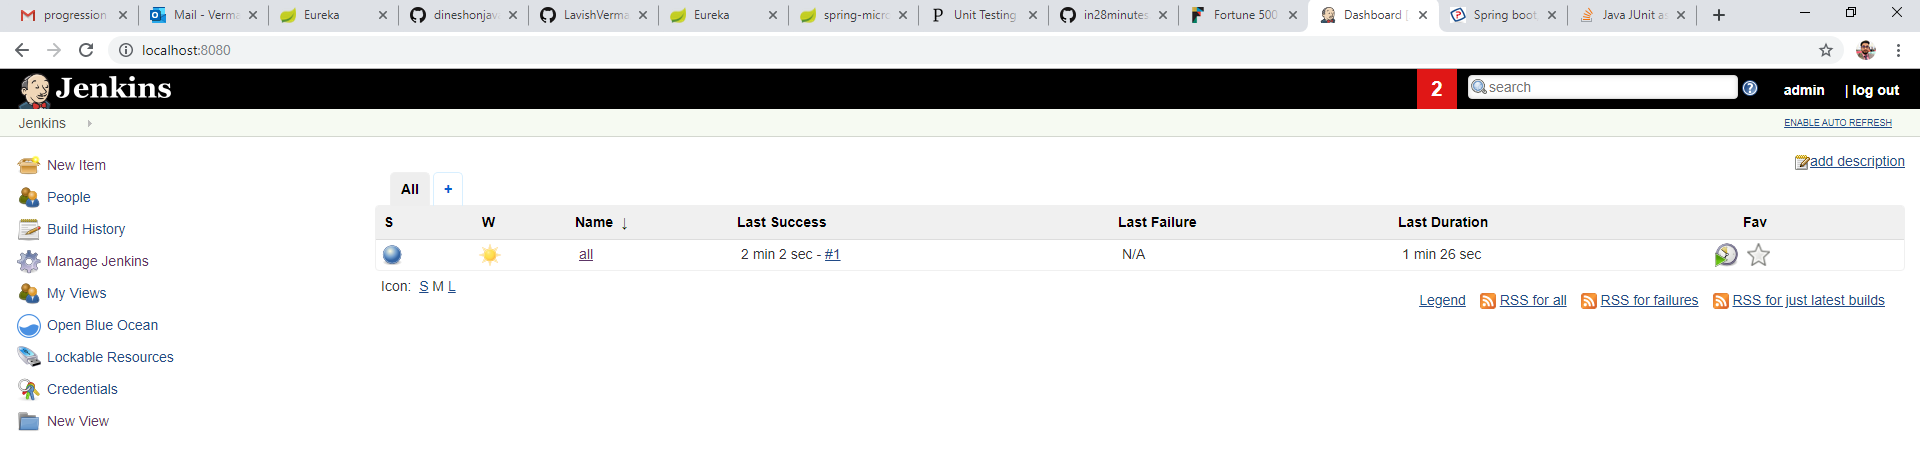 progression Mail - Verma Eureka dineshonjava LavishVerma Eureka spring-micro Unit Testing in28minutes Fortune 500 Dashboard [ Spring boot Java JUnit as
localhost:8080
Jenkins 2 search admin | log out
Jenkins ENABLE AUTO REFRESH
add description
New Item
People
Build History
Manage Jenkins
My Views
Open Blue Ocean
Lockable Resources
Credentials
New View
All +
S W Name ↓ Last Success Last Failure Last Duration Fav
all 2 min 2 sec - #1 N/A 1 min 26 sec
Icon: S M L
Legend RSS for all RSS for failures RSS for just latest builds